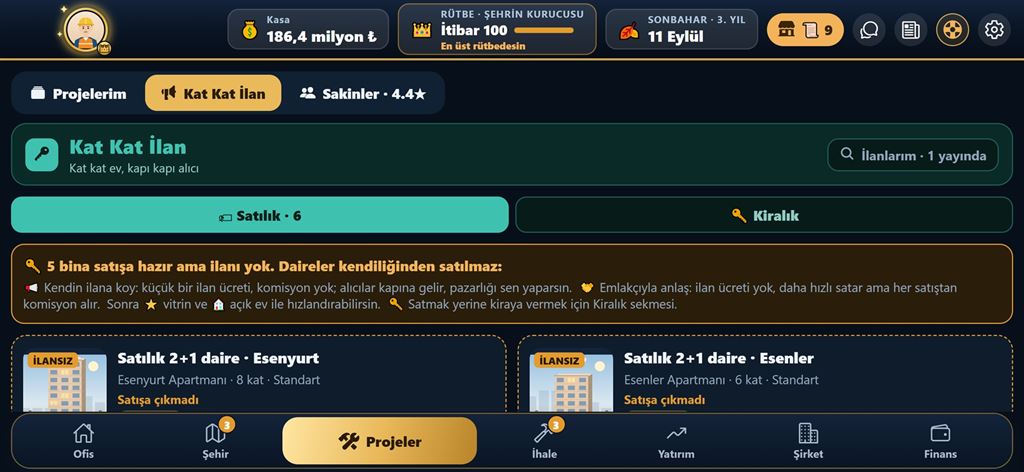 Kasa
186,4 milyon ₺
RÜTBE · ŞEHRİN KURUCUSU
İtibar 100
En üst rütbedesin
SONBAHAR · 3. YIL
11 Eylül
9
Projelerim
Kat Kat İlan
Sakinler · 4.4★
Kat Kat İlan
Kat kat ev, kapı kapı alıcı
İlanlarım · 1 yayında
Satılık · 6
Kiralık
5 bina satışa hazır ama ilanı yok. Daireler kendiliğinden satılmaz:
Kendin ilana koy: küçük bir ilan ücreti, komisyon yok; alıcılar kapına gelir, pazarlığı sen yaparsın. Emlakçıyla anlaş: ilan ücreti yok, daha hızlı satar ama her satıştan
komisyon alır. Sonra ⭐ vitrin ve 🏠 açık ev ile hızlandırabilirsin. Satmak yerine kiraya vermek için Kiralık sekmesi.
İLANSIZ
Satılık 2+1 daire · Esenyurt
Esenyurt Apartmanı · 8 kat · Standart
Satışa çıkmadı
İLANSIZ
Satılık 2+1 daire · Esenler
Esenler Apartmanı · 6 kat · Standart
Satışa çıkmadı
Ofis
3
Şehir
Projeler
3
İhale
Yatırım
Şirket
Finans